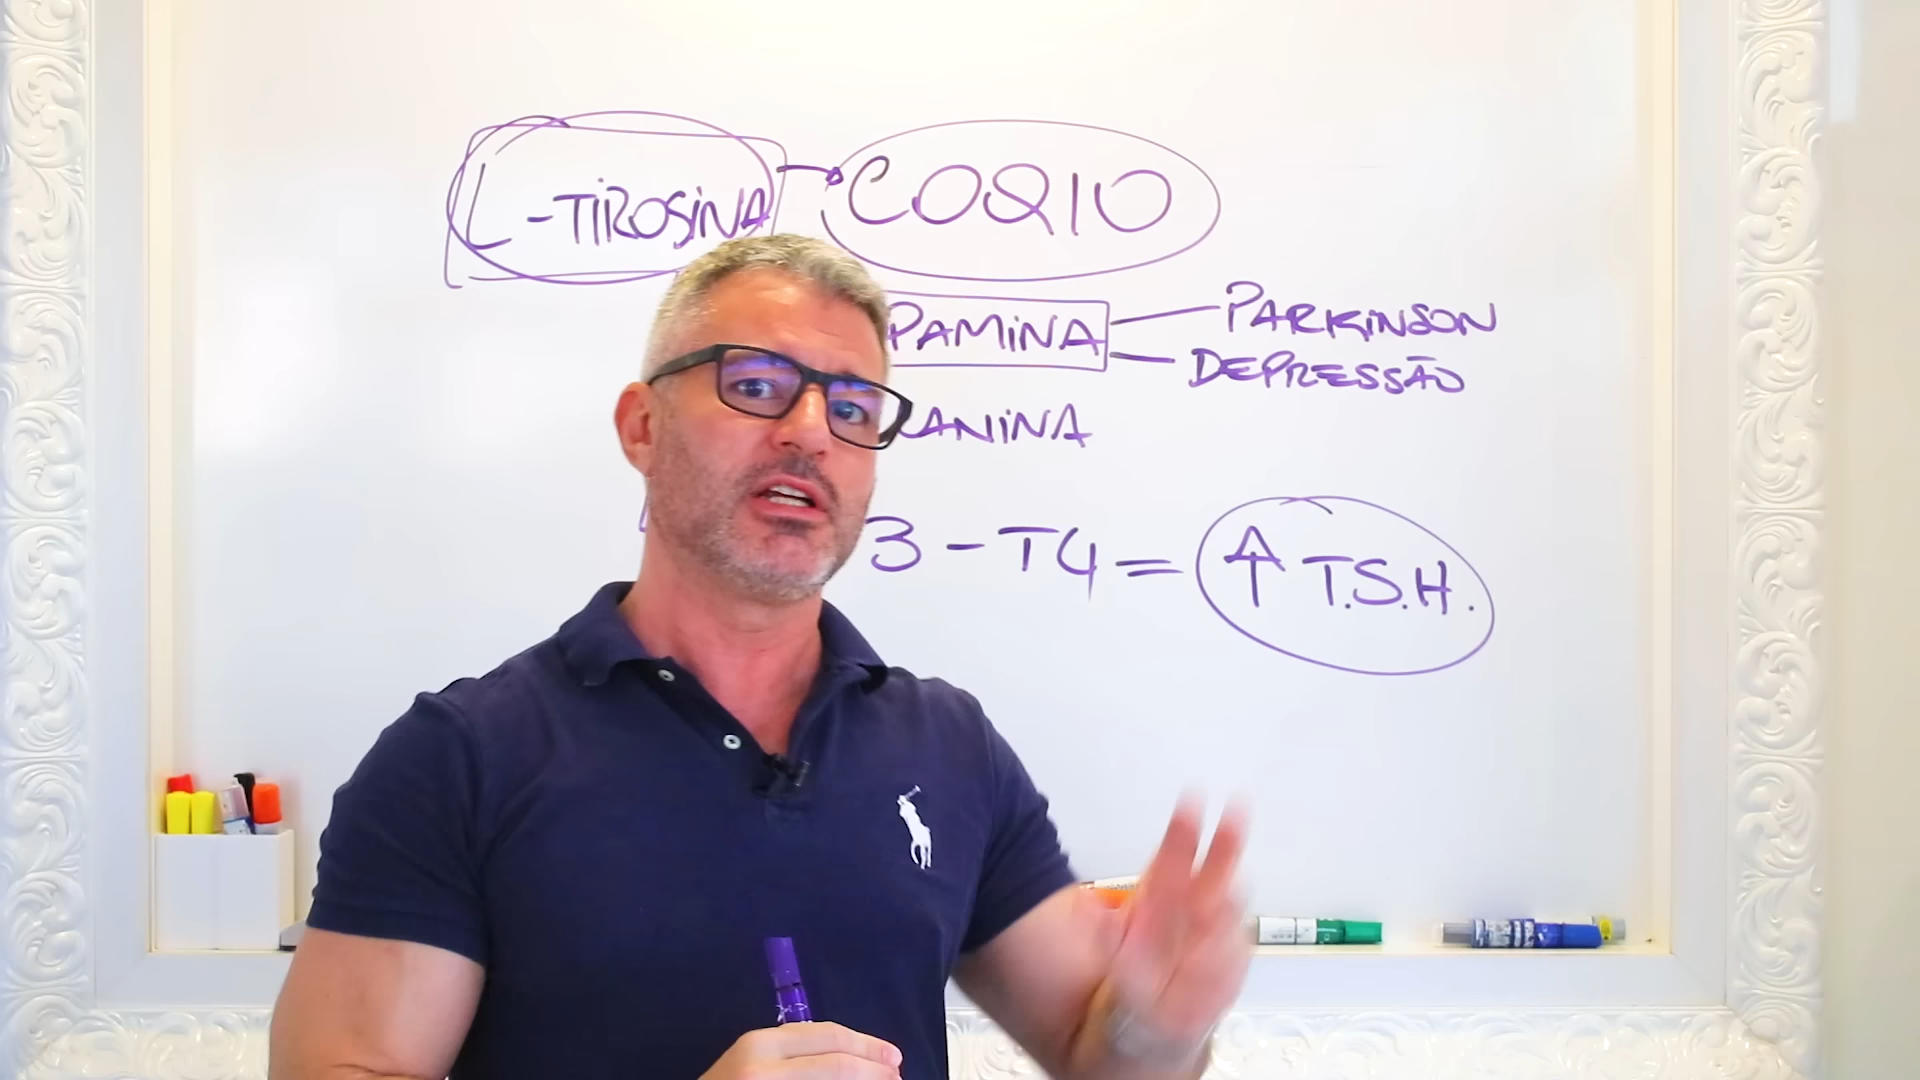 L-TIROSINA → COQ10
PAMINA — PARKINSON
— DEPRESSÃO
ANINA
3 - T4 = ↑ T.S.H.